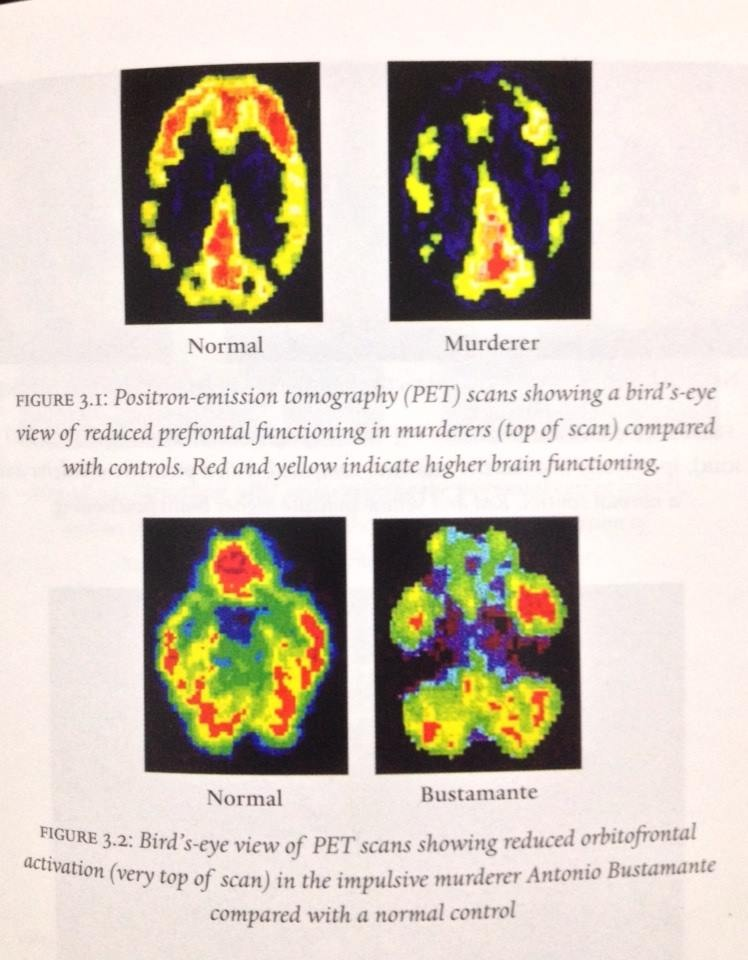 Normal
Murderer
FIGURE 3.1: Positron-emission tomography (PET) scans showing a bird's-eye
view of reduced prefrontal functioning in murderers (top of scan) compared
with controls. Red and yellow indicate higher brain functioning.
Normal
Bustamante
FIGURE 3.2: Bird's-eye view of PET scans showing reduced orbitofrontal
activation (very top of scan) in the impulsive murderer Antonio Bustamante
compared with a normal control